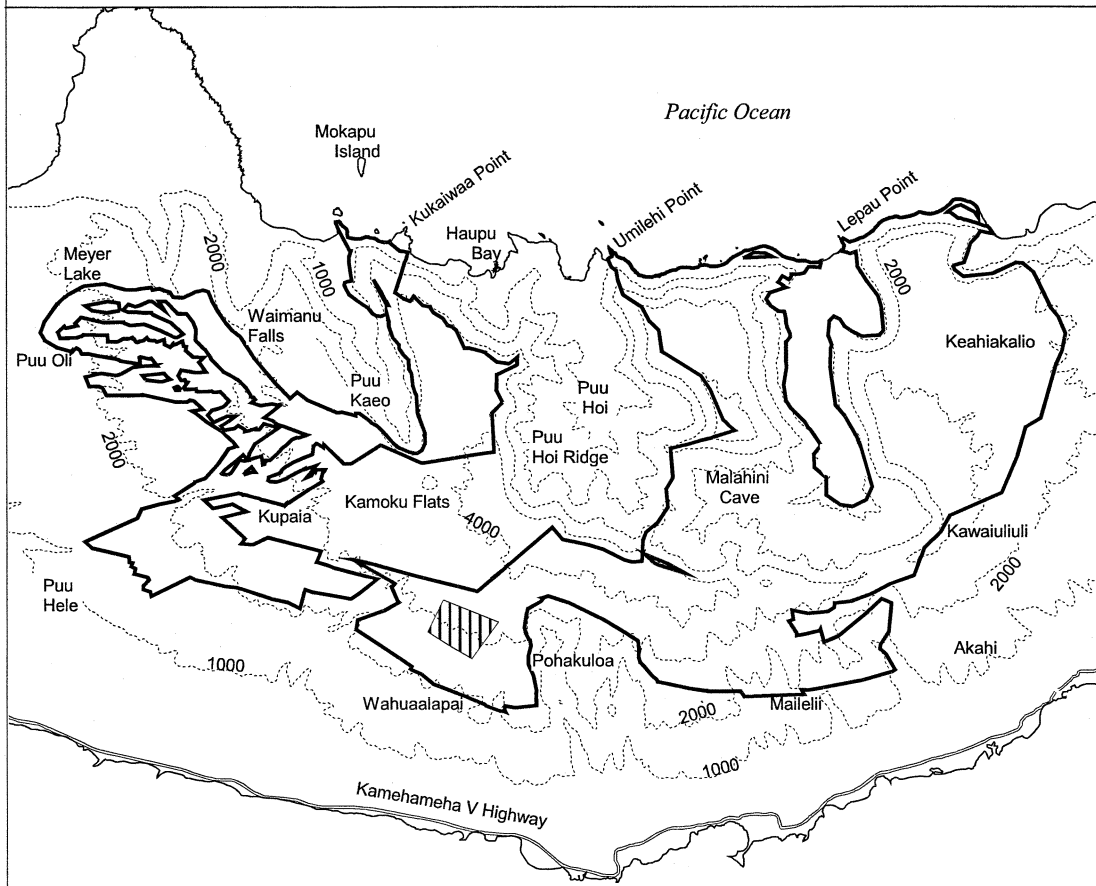 Pacific Ocean
Mokapu
Island
Kukaiwaa Point
Haupu
Bay
Umilehi Point
Lepau Point
Meyer
Lake
2000
1000
2000
Waimanu
Falls
Puu Oli
Puu
Kaeo
Puu
Hoi
Keahiakalio
2000
Puu
Hoi Ridge
Malahini
Cave
Kupaia
Kamoku Flats
4000
Kawaiuliuli
2000
Puu
Hele
1000
Pohakuloa
Akahi
Wahuaalapai
2000
Mailelii
1000
Kamehameha V Highway